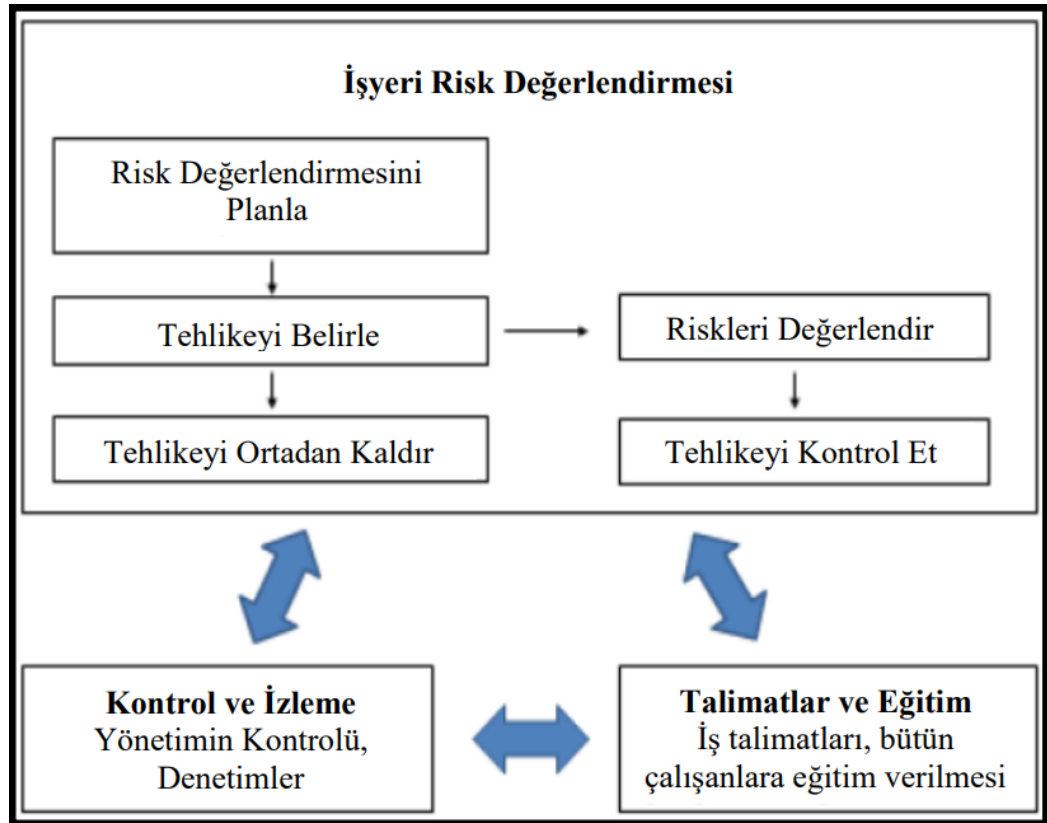 İşyeri Risk Değerlendirmesi
Risk Değerlendirmesini
Planla
Tehlikeyi Belirle
Riskleri Değerlendir
Tehlikeyi Ortadan Kaldır
Tehlikeyi Kontrol Et
Kontrol ve İzleme
Yönetimin Kontrolü,
Denetimler
Talimatlar ve Eğitim
İş talimatları, bütün
çalışanlara eğitim verilmesi